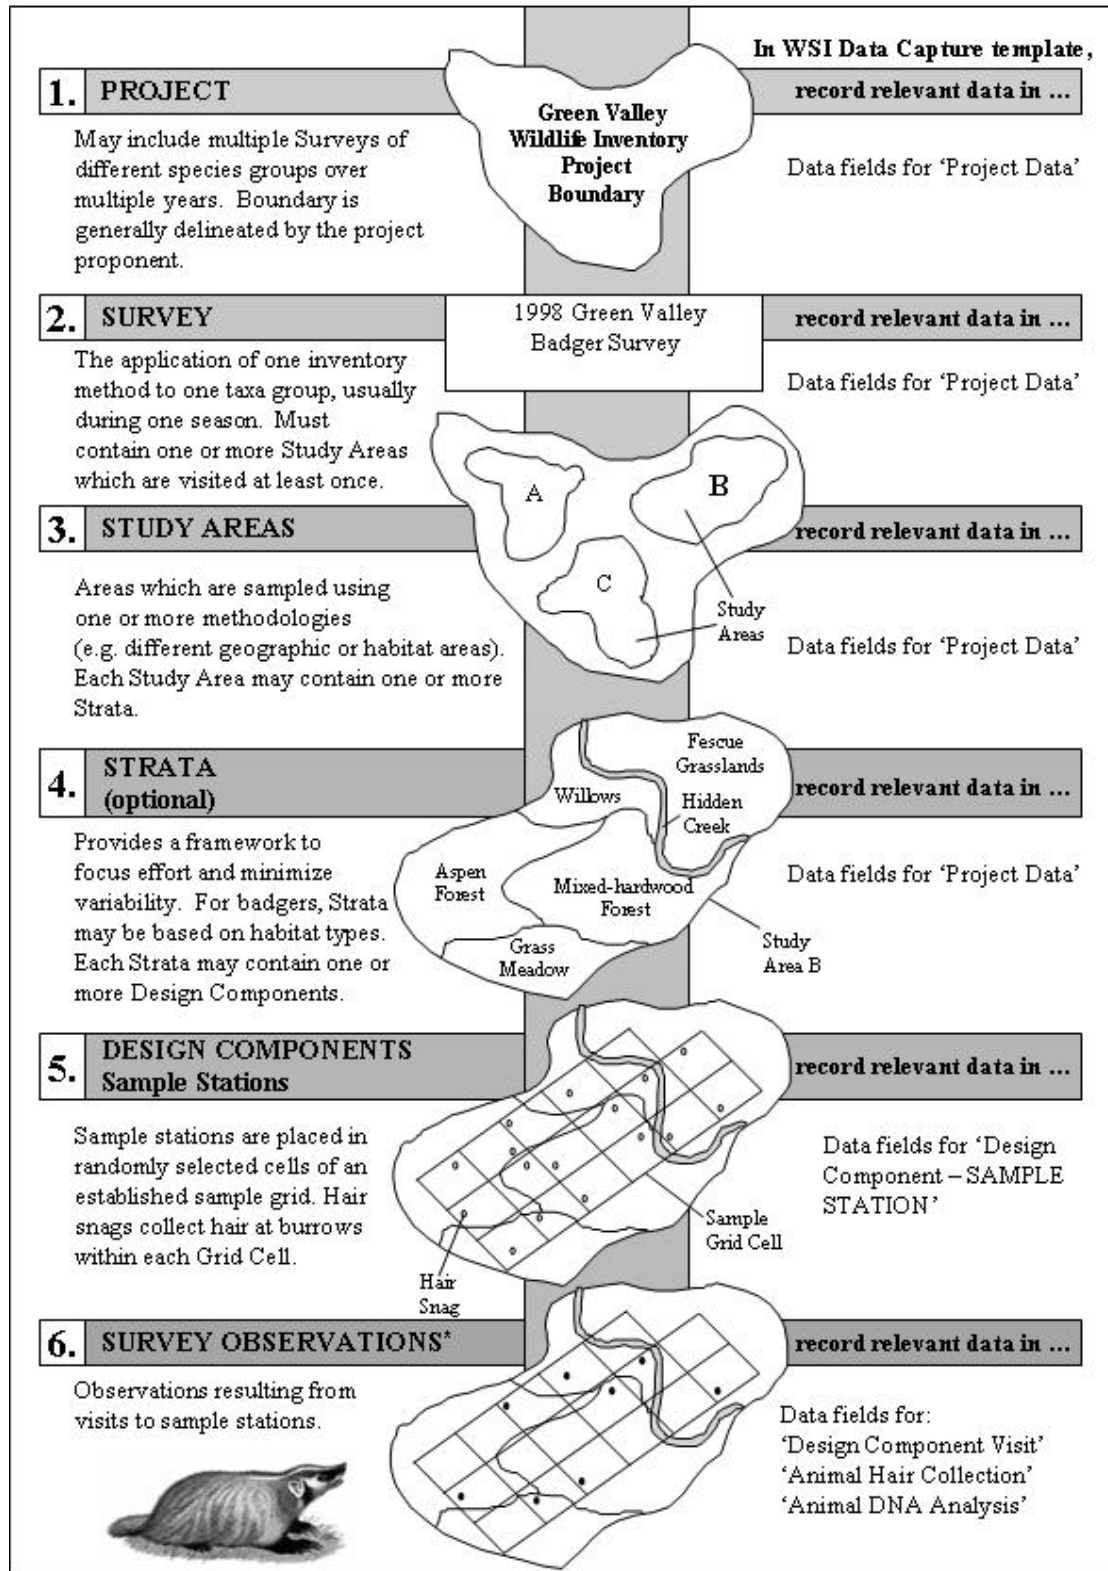 In WSI Data Capture template,
1. PROJECT
record relevant data in ...
Green Valley
Wildlife Inventory
Project
Boundary
May include multiple Surveys of
different species groups over
multiple years. Boundary is
generally delineated by the project
proponent.
Data fields for ‘Project Data’
2. SURVEY
1998 Green Valley
Badger Survey
record relevant data in ...
The application of one inventory
method to one taxa group, usually
during one season. Must
contain one or more Study Areas
which are visited at least once.
Data fields for ‘Project Data’
A
B
C
Study
Areas
3. STUDY AREAS
record relevant data in ...
Areas which are sampled using
one or more methodologies
(e.g. different geographic or habitat areas).
Each Study Area may contain one or more
Strata.
Data fields for ‘Project Data’
4. STRATA
(optional)
record relevant data in ...
Fescue
Grasslands
Willows
Hidden
Creek
Aspen
Forest
Mixed-hardwood
Forest
Grass
Meadow
Study
Area B
Provides a framework to
focus effort and minimize
variability. For badgers, Strata
may be based on habitat types.
Each Strata may contain one or
more Design Components.
Data fields for ‘Project Data’
5. DESIGN COMPONENTS
Sample Stations
record relevant data in ...
Sample stations are placed in
randomly selected cells of an
established sample grid. Hair
snags collect hair at burrows
within each Grid Cell.
Data fields for ‘Design
Component – SAMPLE
STATION’
Sample
Grid Cell
Hair
Snag
6. SURVEY OBSERVATIONS*
record relevant data in ...
Observations resulting from
visits to sample stations.
Data fields for:
‘Design Component Visit’
‘Animal Hair Collection’
‘Animal DNA Analysis’